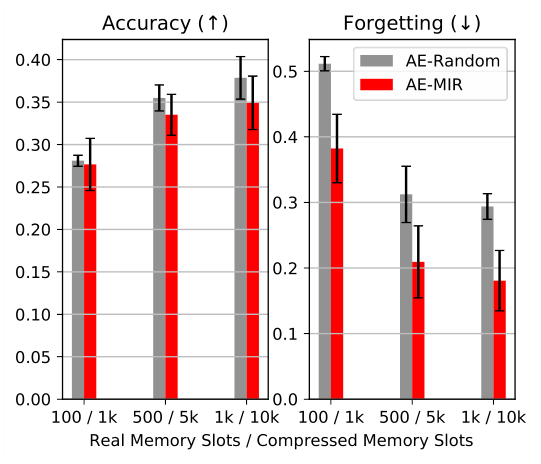 Accuracy (↑)
0.40
0.35
0.30
0.25
0.20
0.15
0.10
0.05
0.00
100 / 1k 500 / 5k 1k / 10k
Forgetting (↓)
AE-Random
AE-MIR
0.5
0.4
0.3
0.2
0.1
0.0
100 / 1k 500 / 5k 1k / 10k
Real Memory Slots / Compressed Memory Slots